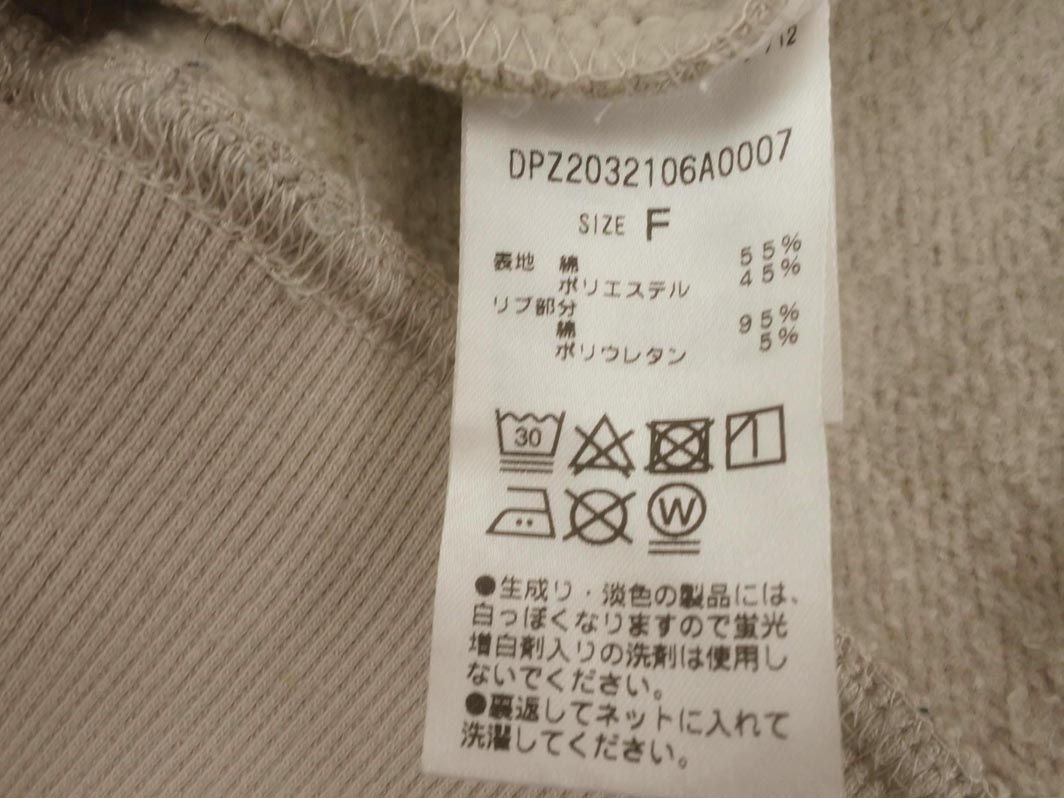 /12
DPZ2032106A0007
SIZE F
表地 綿 55%
ポリエステル 45%
リブ部分
綿 95%
ポリウレタン 5%
30
W
●生成り・淡色の製品には、
白っぽくなりますので蛍光
増白剤入りの洗剤は使用し
ないでください。
●裏返してネットに入れて
洗濯してください。